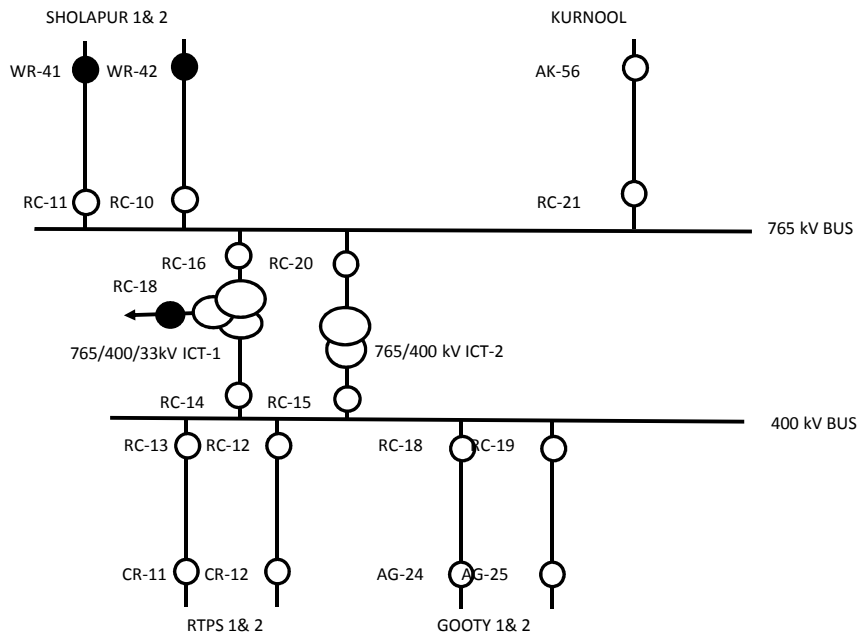 SHOLAPUR 1& 2
KURNOOL
WR-41
WR-42
AK-56
RC-11
RC-10
RC-21
765 kV BUS
RC-16
RC-20
RC-18
765/400/33kV ICT-1
765/400 kV ICT-2
RC-14
RC-15
400 kV BUS
RC-13
RC-12
RC-18
RC-19
CR-11
CR-12
AG-24
AG-25
RTPS 1& 2
GOOTY 1& 2